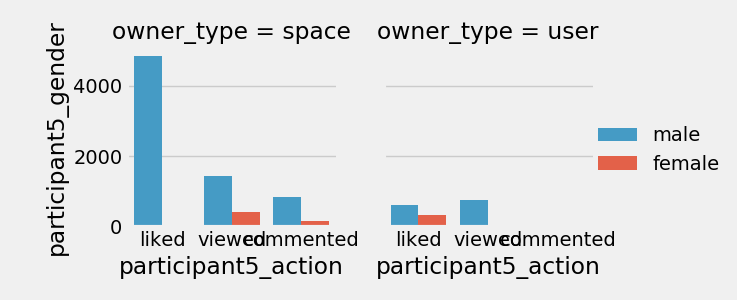 owner_type = space
owner_type = user
participant5_gender
4000
2000
0
liked
viewed
commented
liked
viewed
commented
participant5_action
participant5_action
male
female